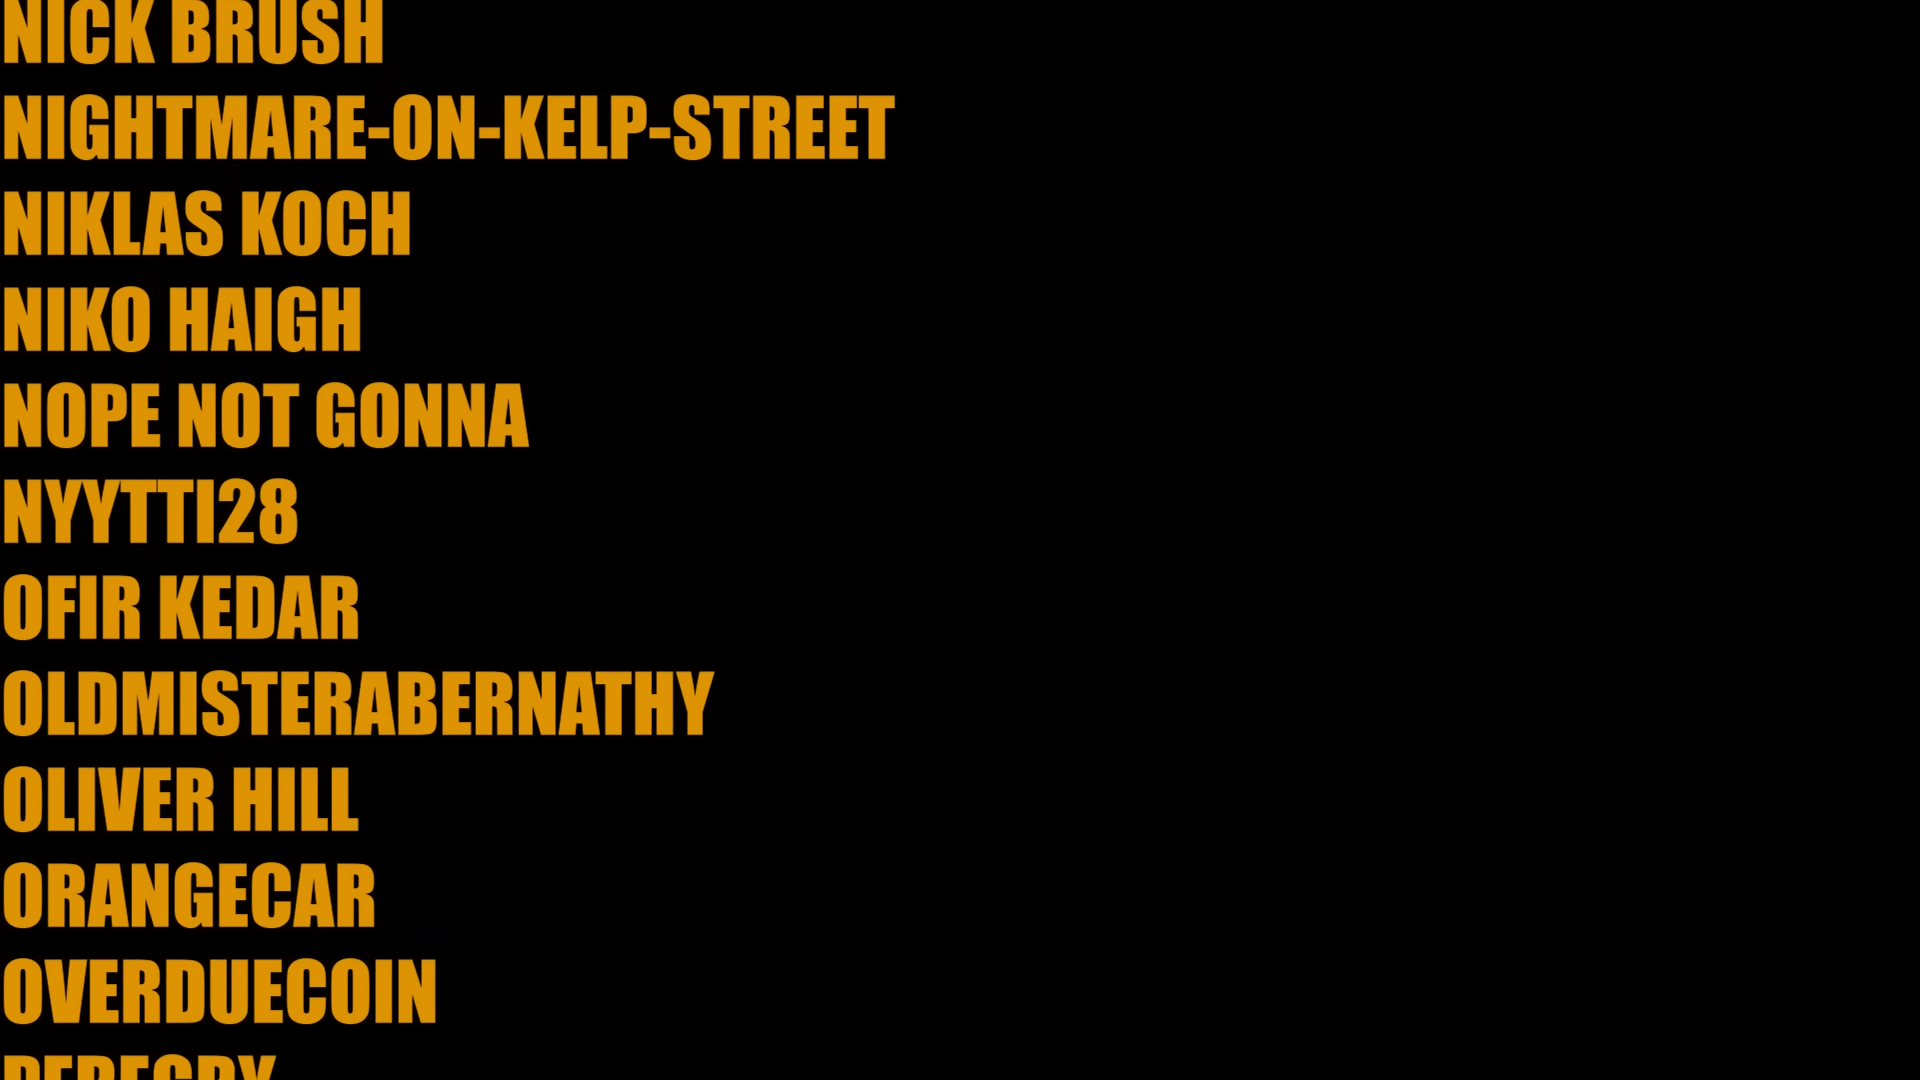 NICK BRUSH
NIGHTMARE-ON-KELP-STREET
NIKLAS KOCH
NIKO HAIGH
NOPE NOT GONNA
NYYTTI28
OFIR KEDAR
OLDMISTERABERNATHY
OLIVER HILL
ORANGECAR
OVERDUECOIN